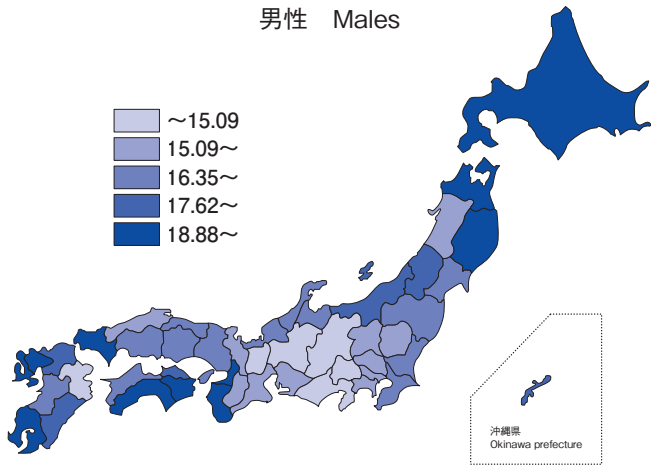 男性 Males
～15.09
15.09～
16.35～
17.62～
18.88～
沖縄県
Okinawa prefecture